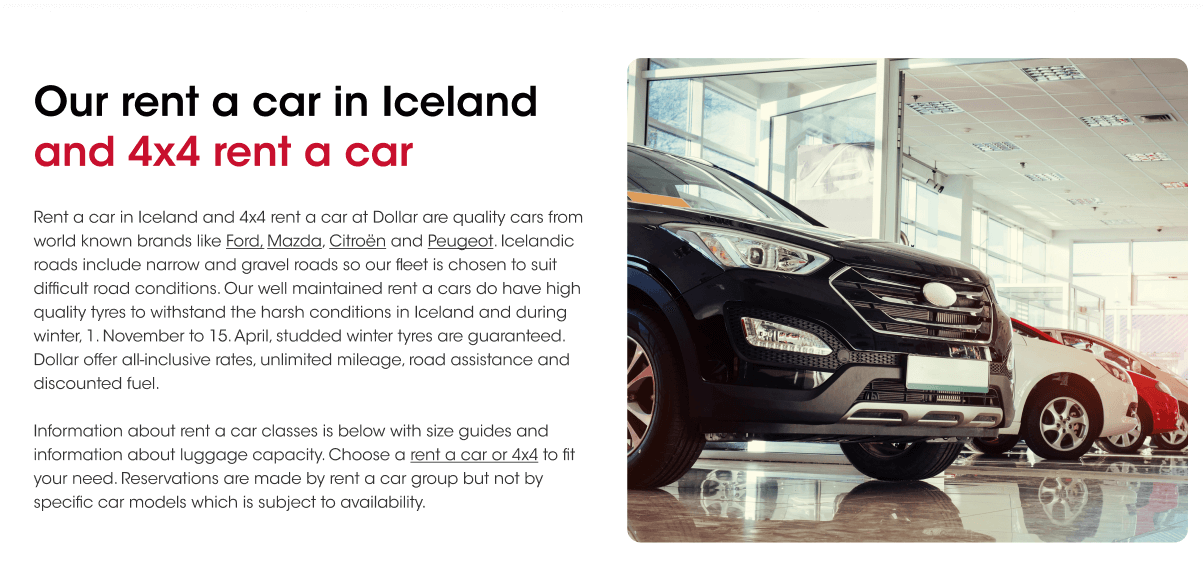 Our rent a car in Iceland
and 4x4 rent a car
Rent a car in Iceland and 4x4 rent a car at Dollar are quality cars from
world known brands like Ford, Mazda, Citroën and Peugeot. Icelandic
roads include narrow and gravel roads so our fleet is chosen to suit
difficult road conditions. Our well maintained rent a cars do have high
quality tyres to withstand the harsh conditions in Iceland and during
winter, 1. November to 15. April, studded winter tyres are guaranteed.
Dollar offer all-inclusive rates, unlimited mileage, road assistance and
discounted fuel.
Information about rent a car classes is below with size guides and
information about luggage capacity. Choose a rent a car or 4x4 to fit
your need. Reservations are made by rent a car group but not by
specific car models which is subject to availability.